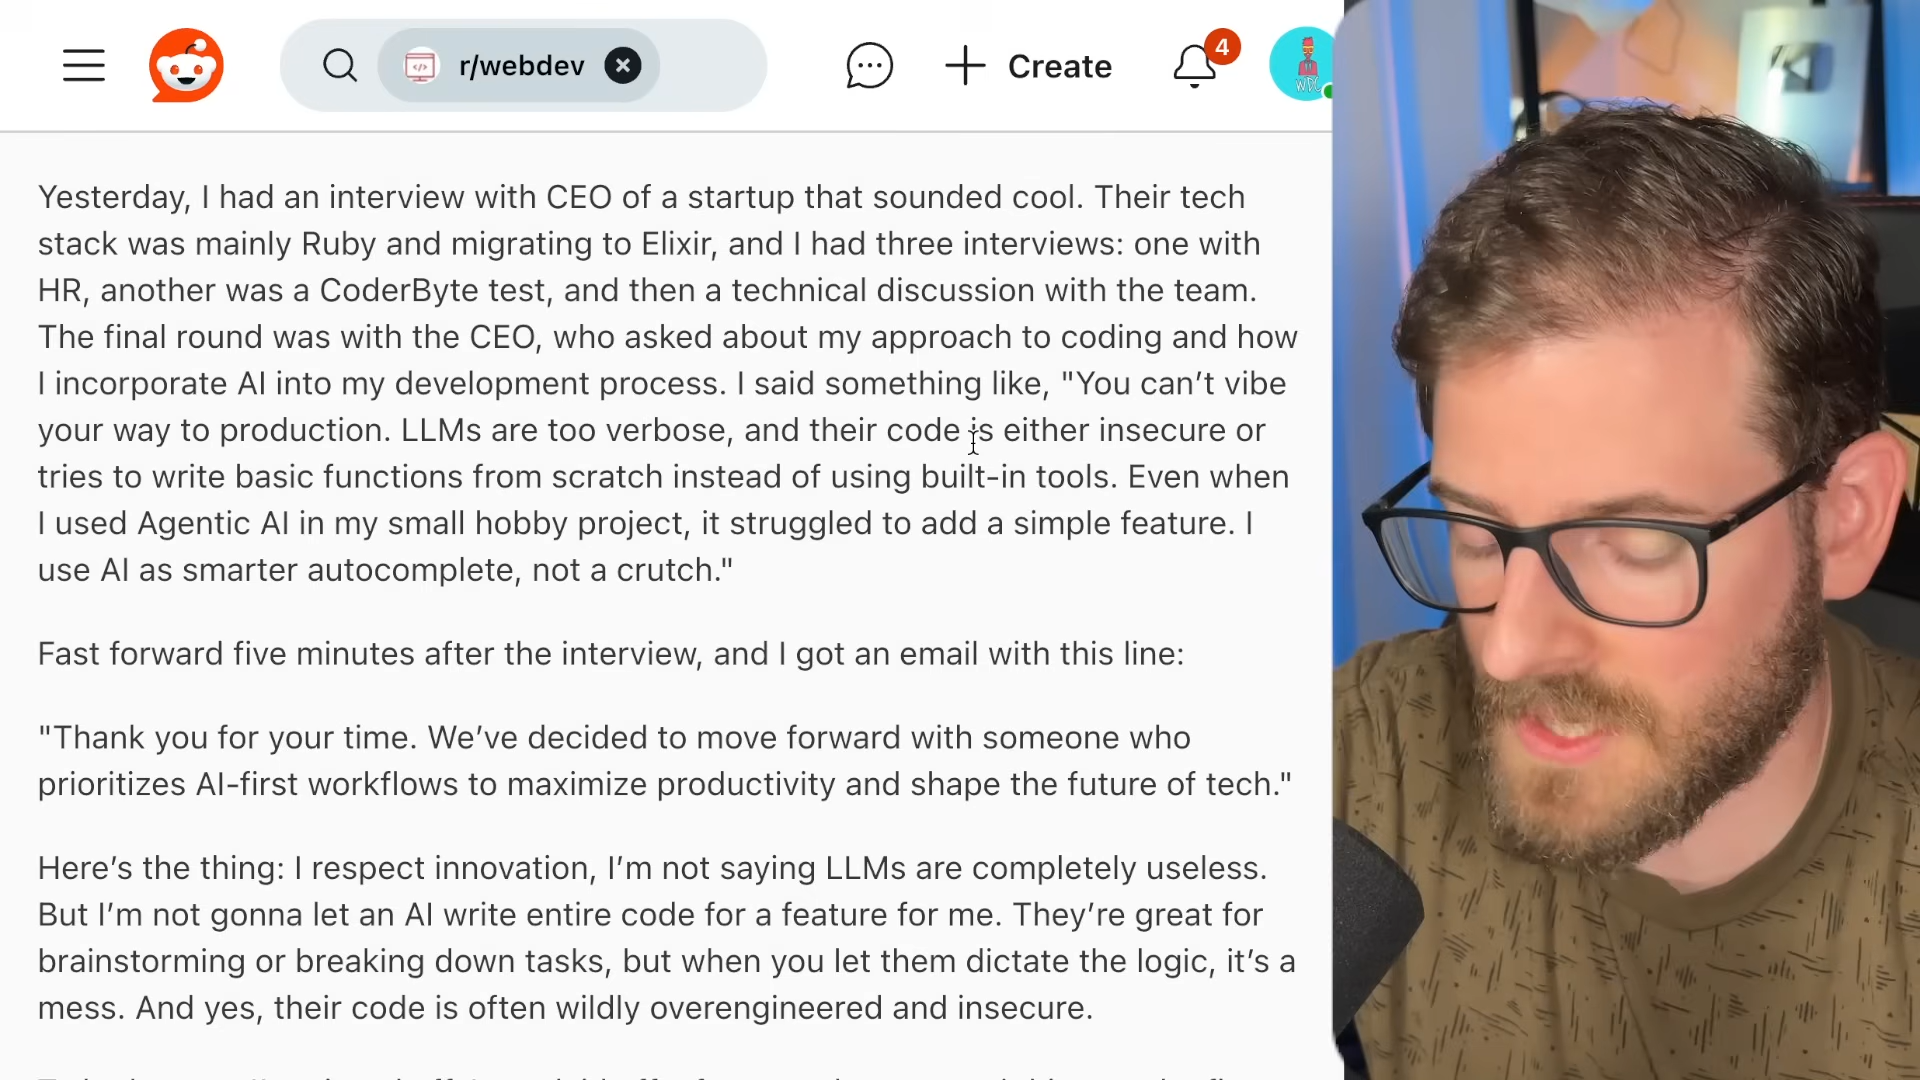 r/webdev
Create
4
WDC
Yesterday, I had an interview with CEO of a startup that sounded cool. Their tech
stack was mainly Ruby and migrating to Elixir, and I had three interviews: one with
HR, another was a CoderByte test, and then a technical discussion with the team.
The final round was with the CEO, who asked about my approach to coding and how
I incorporate AI into my development process. I said something like, "You can’t vibe
your way to production. LLMs are too verbose, and their code is either insecure or
tries to write basic functions from scratch instead of using built-in tools. Even when
I used Agentic AI in my small hobby project, it struggled to add a simple feature. I
use AI as smarter autocomplete, not a crutch."
Fast forward five minutes after the interview, and I got an email with this line:
"Thank you for your time. We’ve decided to move forward with someone who
prioritizes AI-first workflows to maximize productivity and shape the future of tech."
Here’s the thing: I respect innovation, I’m not saying LLMs are completely useless.
But I’m not gonna let an AI write entire code for a feature for me. They’re great for
brainstorming or breaking down tasks, but when you let them dictate the logic, it’s a
mess. And yes, their code is often wildly overengineered and insecure.